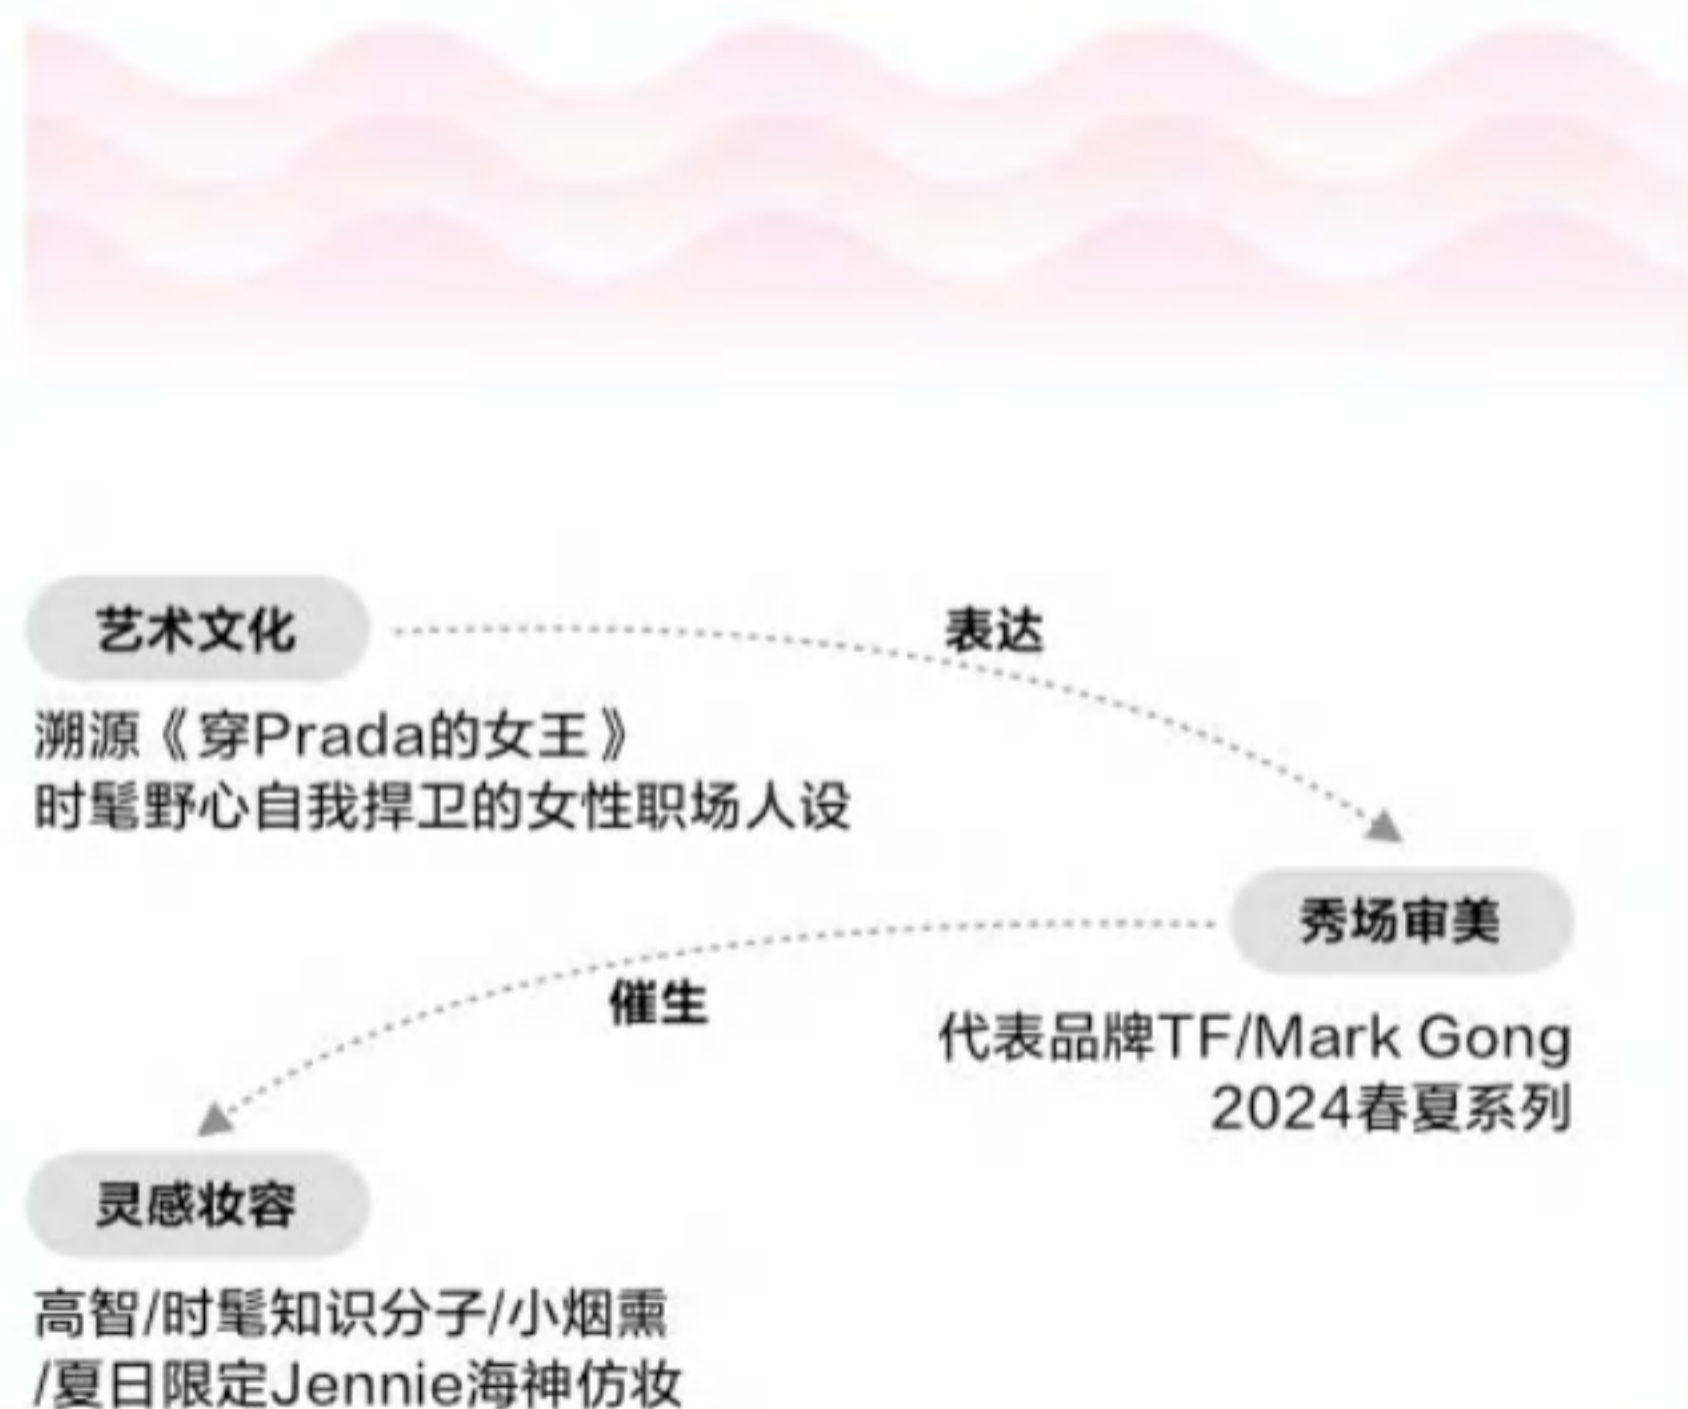 艺术文化
表达
溯源《穿Prada的女王》
时髦野心自我捍卫的女性职场人设
秀场审美
催生
代表品牌TF/Mark Gong
2024春夏系列
灵感妆容
高智/时髦知识分子/小烟熏
/夏日限定Jennie海神仿妆